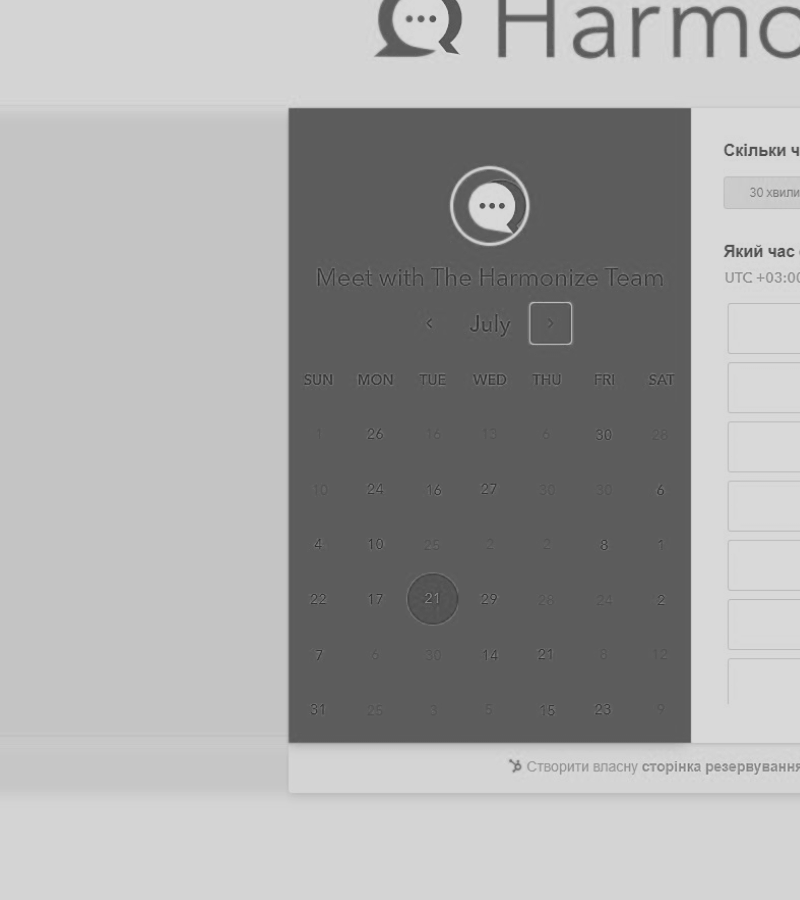 Harmo
Скільки ч
30 хвили
Meet with The Harmonize Team
Який час
UTC +03:00
July
SUN MON TUE WED THU FRI SAT
1 26 16 13 6 30 28
10 24 16 27 30 30 6
4 10 25 2 2 8 1
22 17 21 29 28 24 2
7 6 30 14 21 8 12
31 25 3 5 15 23 9
Створити власну сторінка резервування